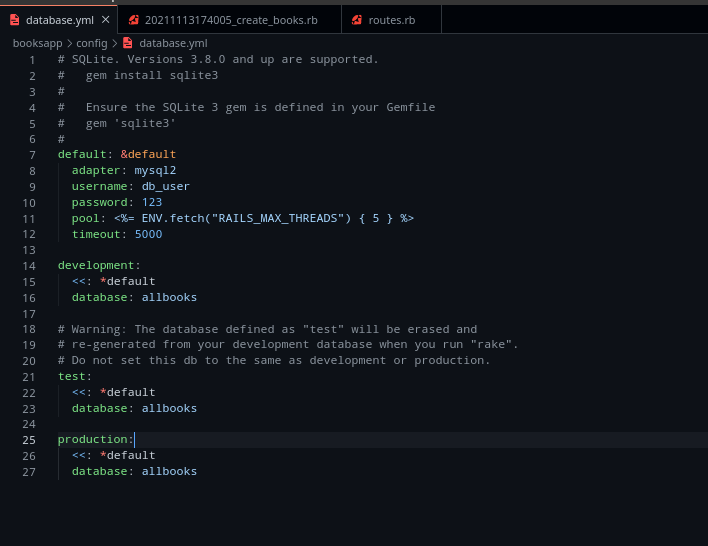 database.yml × 20211113174005_create_books.rb routes.rb
booksapp > config > database.yml
1 # SQLite. Versions 3.8.0 and up are supported.
2 #   gem install sqlite3
3 #
4 #   Ensure the SQLite 3 gem is defined in your Gemfile
5 #   gem 'sqlite3'
6 #
7 default: &default
8   adapter: mysql2
9   username: db_user
10   password: 123
11   pool: <%= ENV.fetch("RAILS_MAX_THREADS") { 5 } %>
12   timeout: 5000
13
14 development:
15   <<: *default
16   database: allbooks
17
18 # Warning: The database defined as "test" will be erased and
19 # re-generated from your development database when you run "rake".
20 # Do not set this db to the same as development or production.
21 test:
22   <<: *default
23   database: allbooks
24
25 production:
26   <<: *default
27   database: allbooks